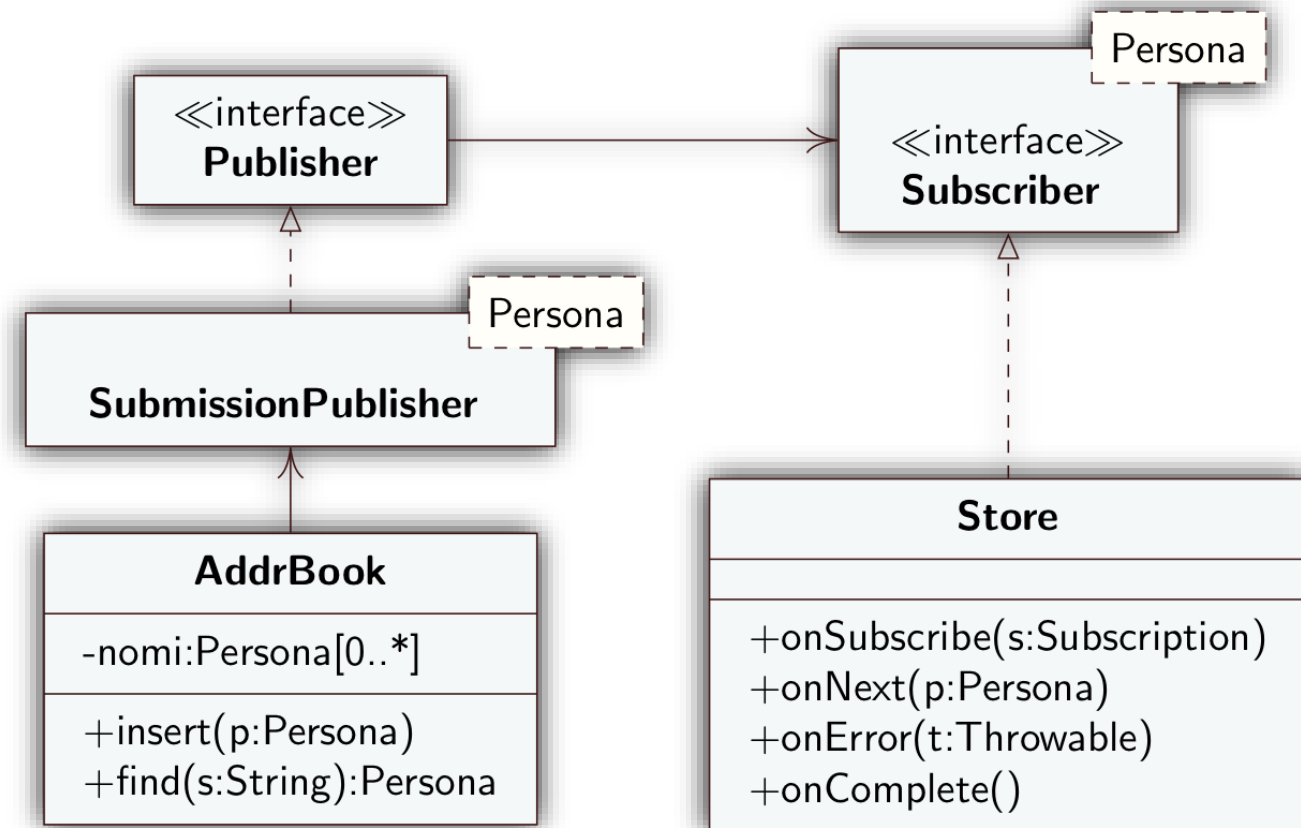 ≪interface≫
Publisher
Persona
≪interface≫
Subscriber
Persona
SubmissionPublisher
AddrBook
-nomi:Persona[0..*]
+insert(p:Persona)
+find(s:String):Persona
Store
+onSubscribe(s:Subscription)
+onNext(p:Persona)
+onError(t:Throwable)
+onComplete()